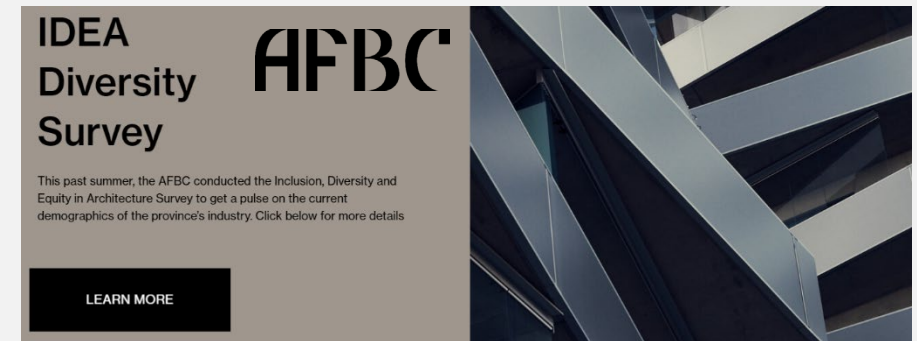 IDEA
Diversity
Survey
AFBC
This past summer, the AFBC conducted the Inclusion, Diversity and
Equity in Architecture Survey to get a pulse on the current
demographics of the province's industry. Click below for more details
LEARN MORE